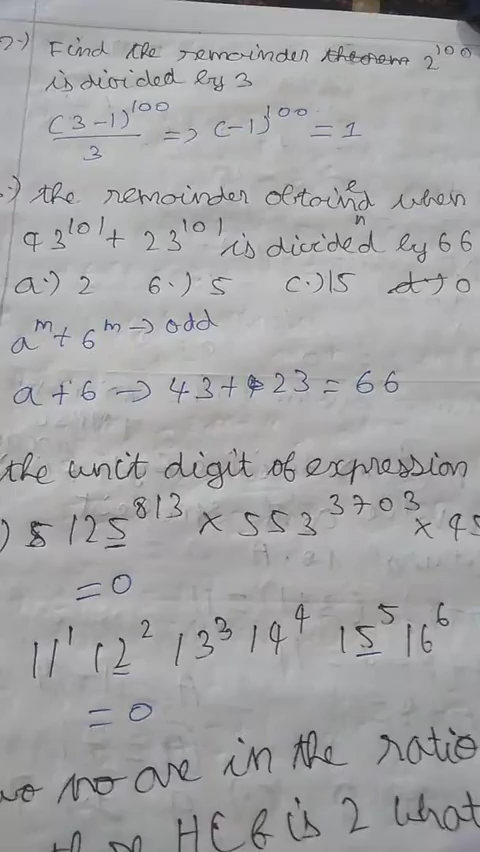 ?·) Find the remainder theorem 2^100
is divided by 3
(3-1)^100
3
=> (-1)^100 = 1
·) the remainder obtained when
43^101 + 23^101 is divided by 66
a·) 2 b·) 5 c·) 15 d·) 0
a^m + b^m → odd
a + b → 43 + 23 = 66
the uncit digit of expression
) 5125^813 × 553^3703 × 45
= 0
11^1 12^2 13^3 14^4 15^5 16^6
= 0
no are in the ratio
HCF is 2 what